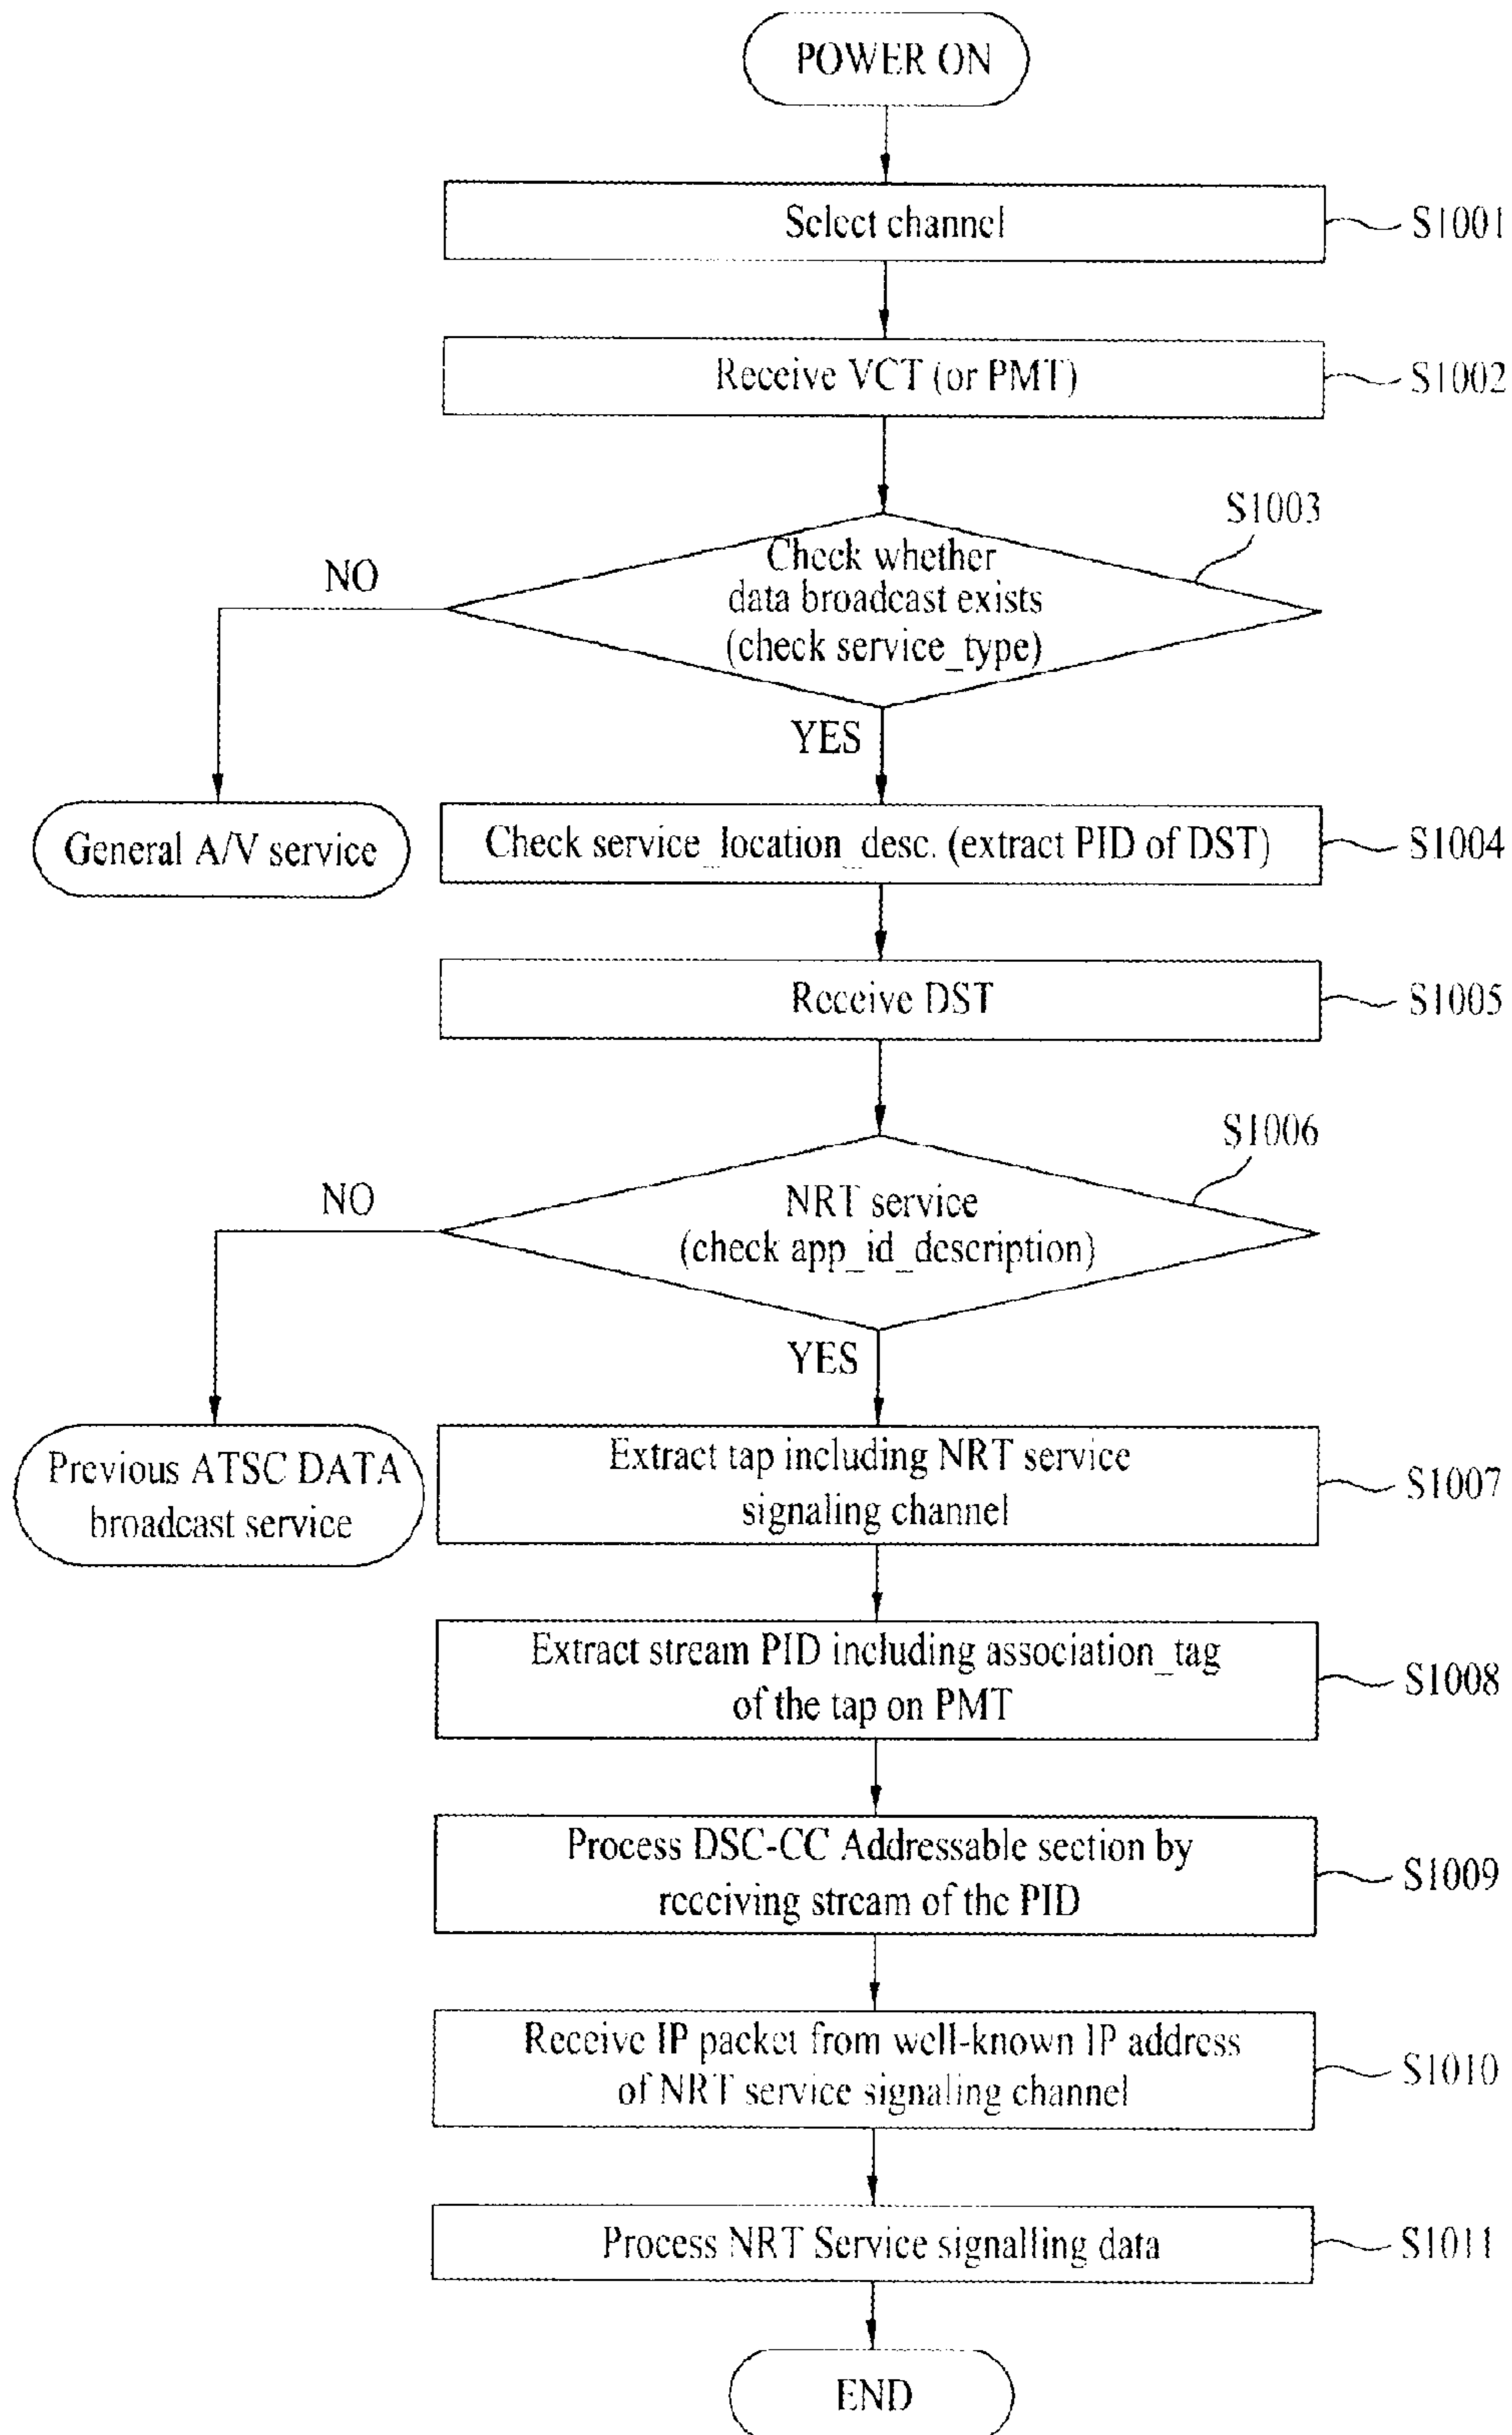 POWER ON
Select channel
S1001
Receive VCT (or PMT)
S1002
S1003
Check whether
data broadcast exists
(check service_type)
NO
YES
General A/V service
Check service_location_desc. (extract PID of DST)
S1004
Receive DST
S1005
S1006
NRT service
(check app_id_description)
NO
YES
Previous ATSC DATA
broadcast service
Extract tap including NRT service
signaling channel
S1007
Extract stream PID including association_tag
of the tap on PMT
S1008
Process DSC-CC Addressable section by
receiving stream of the PID
S1009
Receive IP packet from well-known IP address
of NRT service signaling channel
S1010
Process NRT Service signalling data
S1011
END